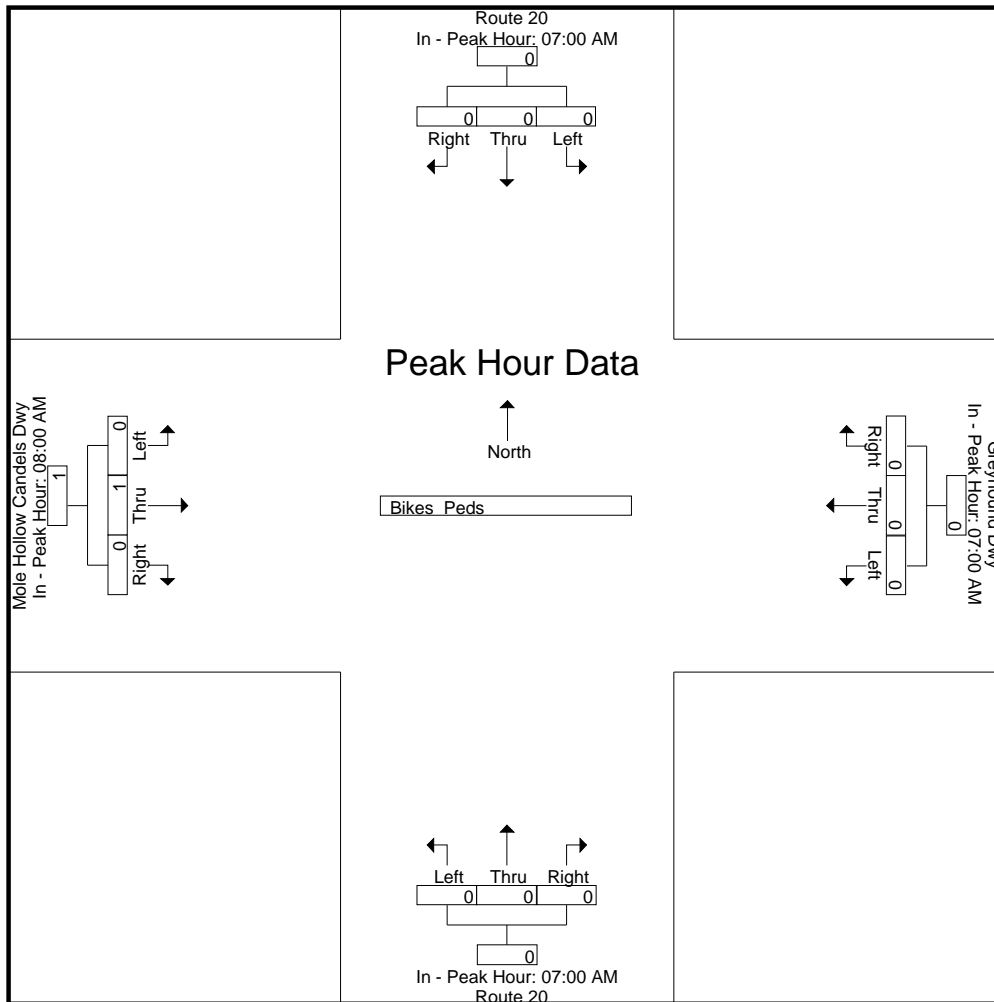 Route 20
In - Peak Hour: 07:00 AM
0
0 0 0
Right Thru Left
Peak Hour Data
North
Bikes Peds
Mole Hollow Candels Dwy
In - Peak Hour: 08:00 AM
1
0 1 0
Left Thru Right
In - Peak Hour: 07:00 AM
0
0 0 0
Right Thru Left
Left Thru Right
0 0 0
0
In - Peak Hour: 07:00 AM
Route 20